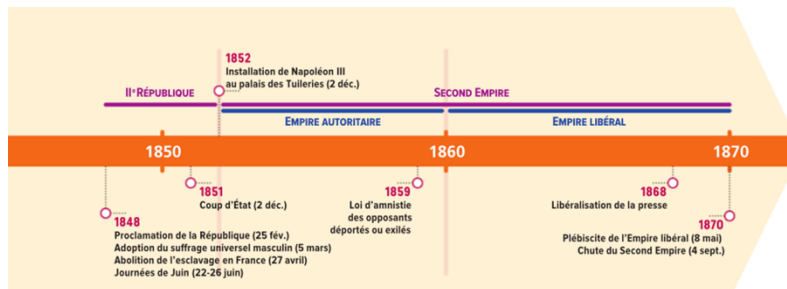 1852
Installation de Napoléon III
au palais des Tuileries (2 déc.)
IIe RÉPUBLIQUE
SECOND EMPIRE
EMPIRE AUTORITAIRE
EMPIRE LIBÉRAL
1850
1860
1870
1851
Coup d'État (2 déc.)
1859
Loi d'amnistie
des opposants
déportés ou exilés
1868
Libéralisation de la presse
1848
Proclamation de la République (25 fév.)
Adoption du suffrage universel masculin (5 mars)
Abolition de l'esclavage en France (27 avril)
Journées de Juin (22-26 juin)
1870
Plébiscite de l'Empire libéral (8 mai)
Chute du Second Empire (4 sept.)